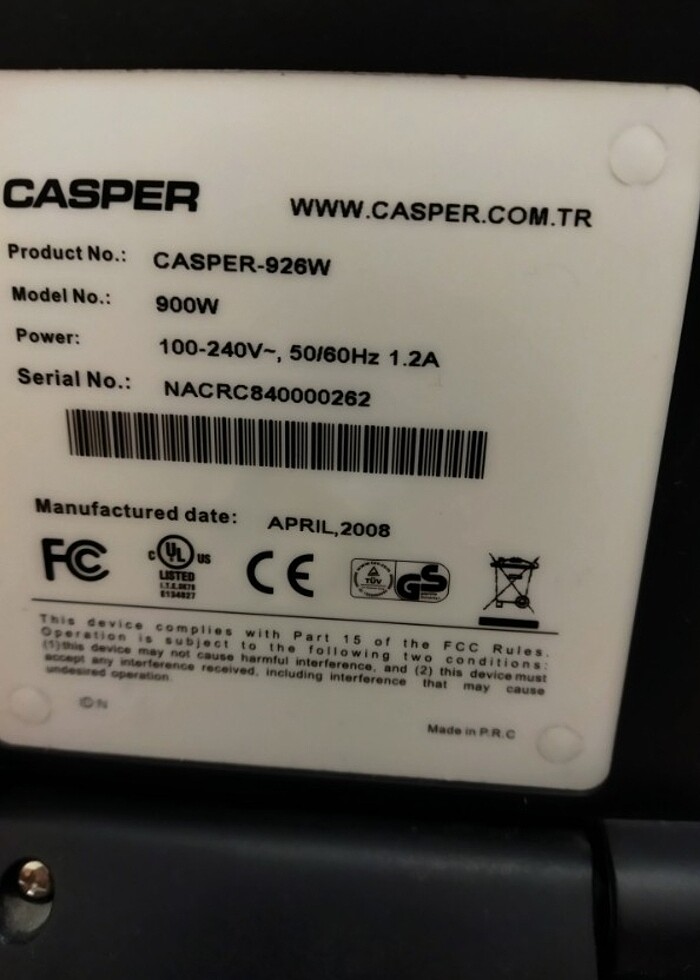 CASPER
WWW.CASPER.COM.TR
Product No.: CASPER-926W
Model No.: 900W
Power: 100-240V~, 50/60Hz 1.2A
Serial No.: NACRC840000262
Manufactured date: APRIL,2008
FC
C UL US
LISTED
I.T.E.
E134827
CE
TÜV GS
This device complies with Part 15 of the FCC Rules.
Operation is subject to the following two conditions:
(1)this device may not cause harmful interference, and (2) this device must
accept any interference received, including interference that may cause
undesired operation.
Made in P.R.C